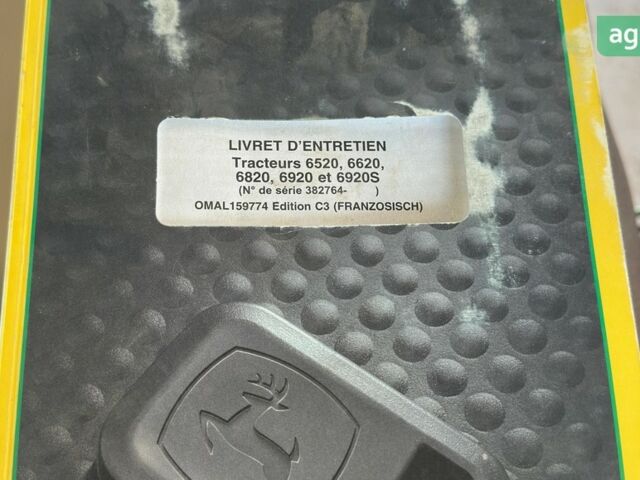 ag
LIVRET D'ENTRETIEN
Tracteurs 6520, 6620,
6820, 6920 et 6920S
(N° de série 382764- )
OMAL159774 Edition C3 (FRANZOSISCH)